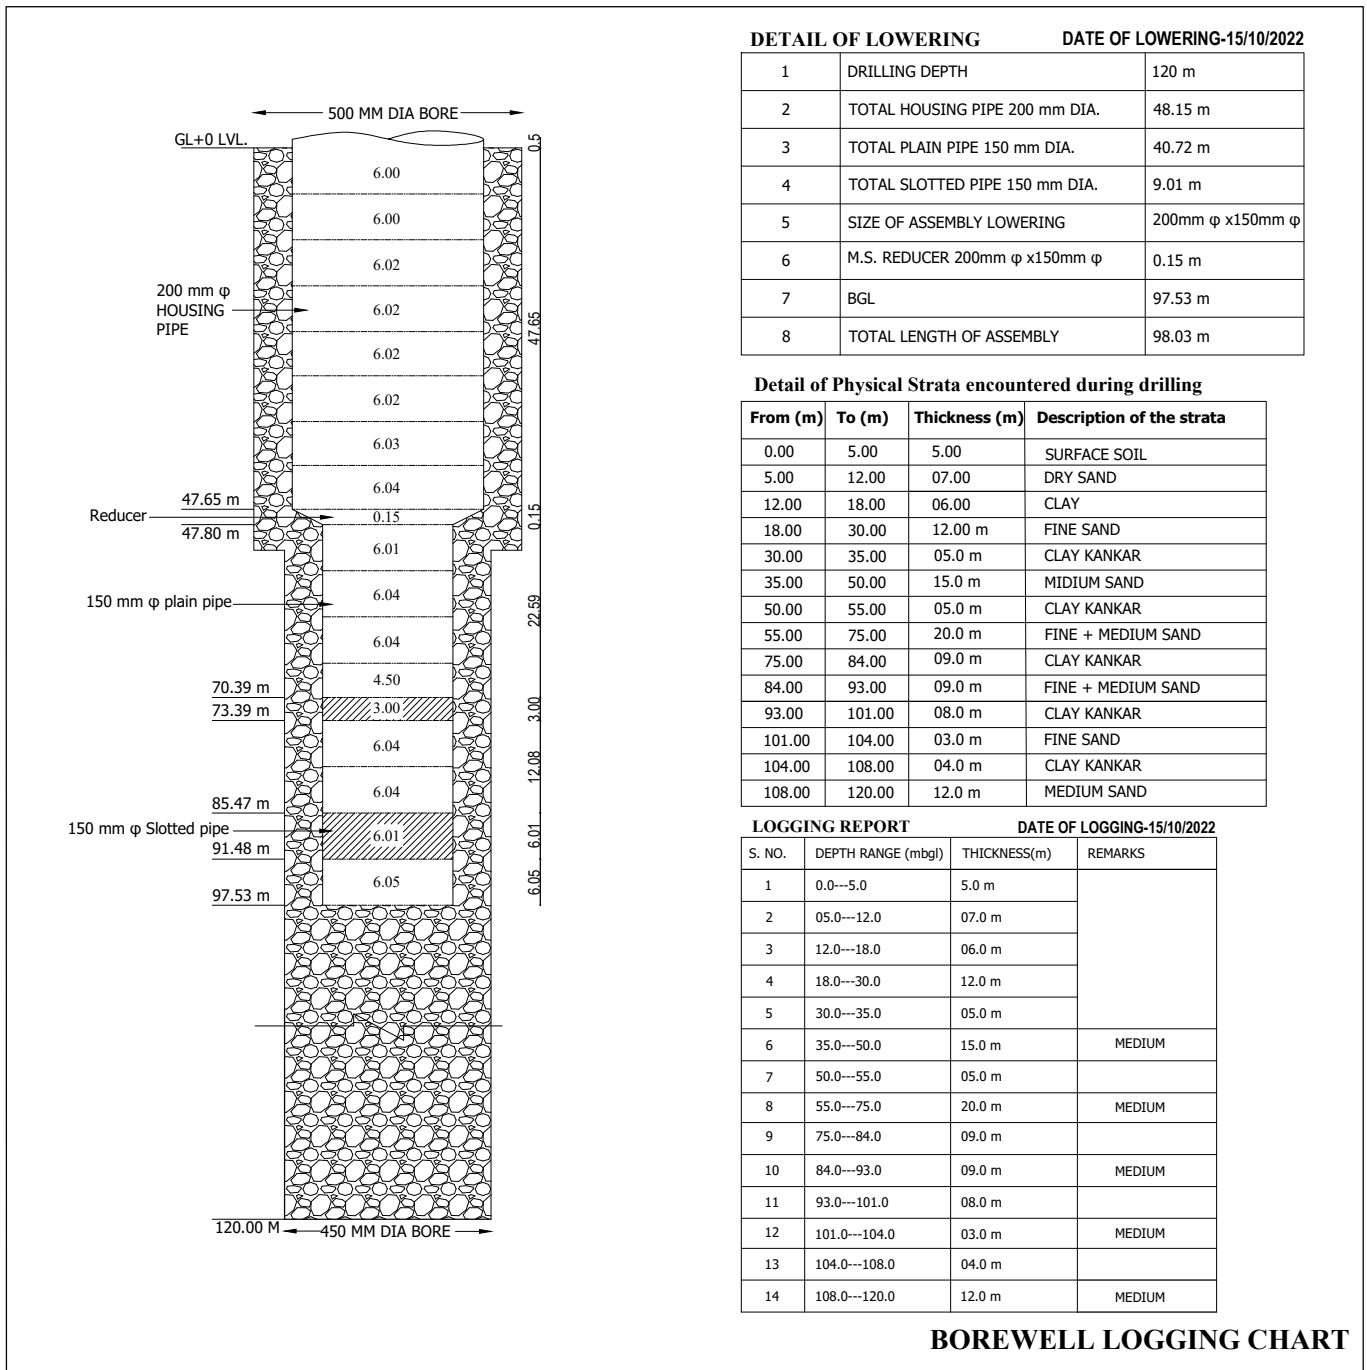 500 MM DIA BORE
GL+0 LVL.
0.5
6.00
6.00
6.02
200 mm φ
HOUSING
PIPE
6.02
47.65
6.02
6.02
6.03
6.04
47.65 m
Reducer
0.15
0.15
47.80 m
6.01
150 mm φ plain pipe
6.04
22.59
6.04
4.50
70.39 m
3.00
3.00
73.39 m
6.04
12.08
6.04
85.47 m
150 mm φ Slotted pipe
6.01
6.01
91.48 m
6.05
6.05
97.53 m
120.00 M
450 MM DIA BORE
DETAIL OF LOWERING DATE OF LOWERING-15/10/2022
1 DRILLING DEPTH 120 m
2 TOTAL HOUSING PIPE 200 mm DIA. 48.15 m
3 TOTAL PLAIN PIPE 150 mm DIA. 40.72 m
4 TOTAL SLOTTED PIPE 150 mm DIA. 9.01 m
5 SIZE OF ASSEMBLY LOWERING 200mm φ x150mm φ
6 M.S. REDUCER 200mm φ x150mm φ 0.15 m
7 BGL 97.53 m
8 TOTAL LENGTH OF ASSEMBLY 98.03 m
Detail of Physical Strata encountered during drilling
From (m) To (m) Thickness (m) Description of the strata
0.00 5.00 5.00 SURFACE SOIL
5.00 12.00 07.00 DRY SAND
12.00 18.00 06.00 CLAY
18.00 30.00 12.00 m FINE SAND
30.00 35.00 05.0 m CLAY KANKAR
35.00 50.00 15.0 m MIDIUM SAND
50.00 55.00 05.0 m CLAY KANKAR
55.00 75.00 20.0 m FINE + MEDIUM SAND
75.00 84.00 09.0 m CLAY KANKAR
84.00 93.00 09.0 m FINE + MEDIUM SAND
93.00 101.00 08.0 m CLAY KANKAR
101.00 104.00 03.0 m FINE SAND
104.00 108.00 04.0 m CLAY KANKAR
108.00 120.00 12.0 m MEDIUM SAND
LOGGING REPORT DATE OF LOGGING-15/10/2022
S. NO. DEPTH RANGE (mbgl) THICKNESS(m) REMARKS
1 0.0---5.0 5.0 m
2 05.0---12.0 07.0 m
3 12.0---18.0 06.0 m
4 18.0---30.0 12.0 m
5 30.0---35.0 05.0 m
6 35.0---50.0 15.0 m MEDIUM
7 50.0---55.0 05.0 m
8 55.0---75.0 20.0 m MEDIUM
9 75.0---84.0 09.0 m
10 84.0---93.0 09.0 m MEDIUM
11 93.0---101.0 08.0 m
12 101.0---104.0 03.0 m MEDIUM
13 104.0---108.0 04.0 m
14 108.0---120.0 12.0 m MEDIUM
BOREWELL LOGGING CHART